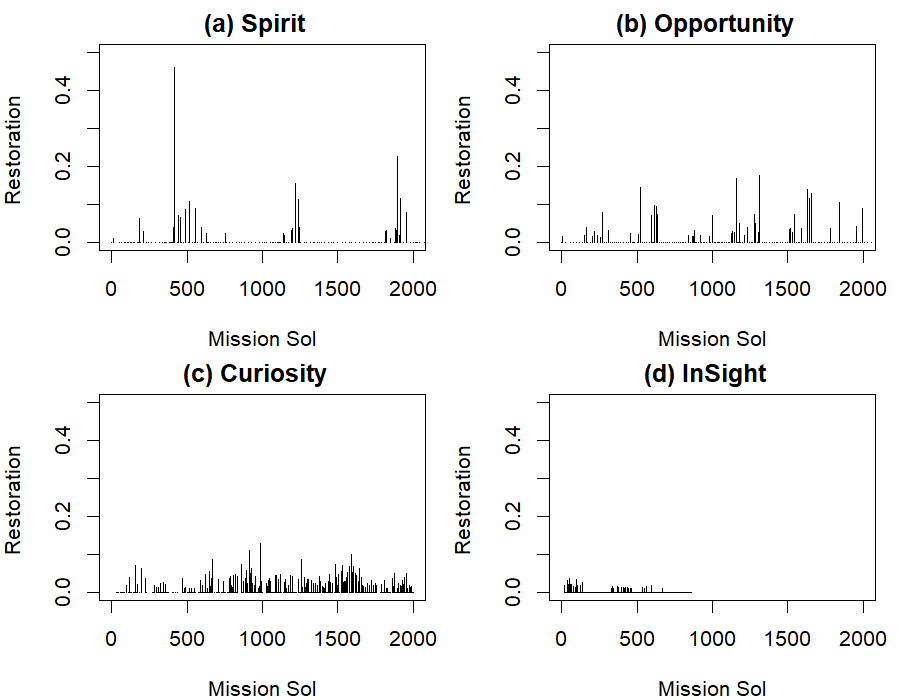 (a) Spirit
Restoration
0.0 0.2 0.4
0 500 1000 1500 2000
Mission Sol
(b) Opportunity
Restoration
0.0 0.2 0.4
0 500 1000 1500 2000
Mission Sol
(c) Curiosity
Restoration
0.0 0.2 0.4
0 500 1000 1500 2000
Mission Sol
(d) InSight
Restoration
0.0 0.2 0.4
0 500 1000 1500 2000
Mission Sol